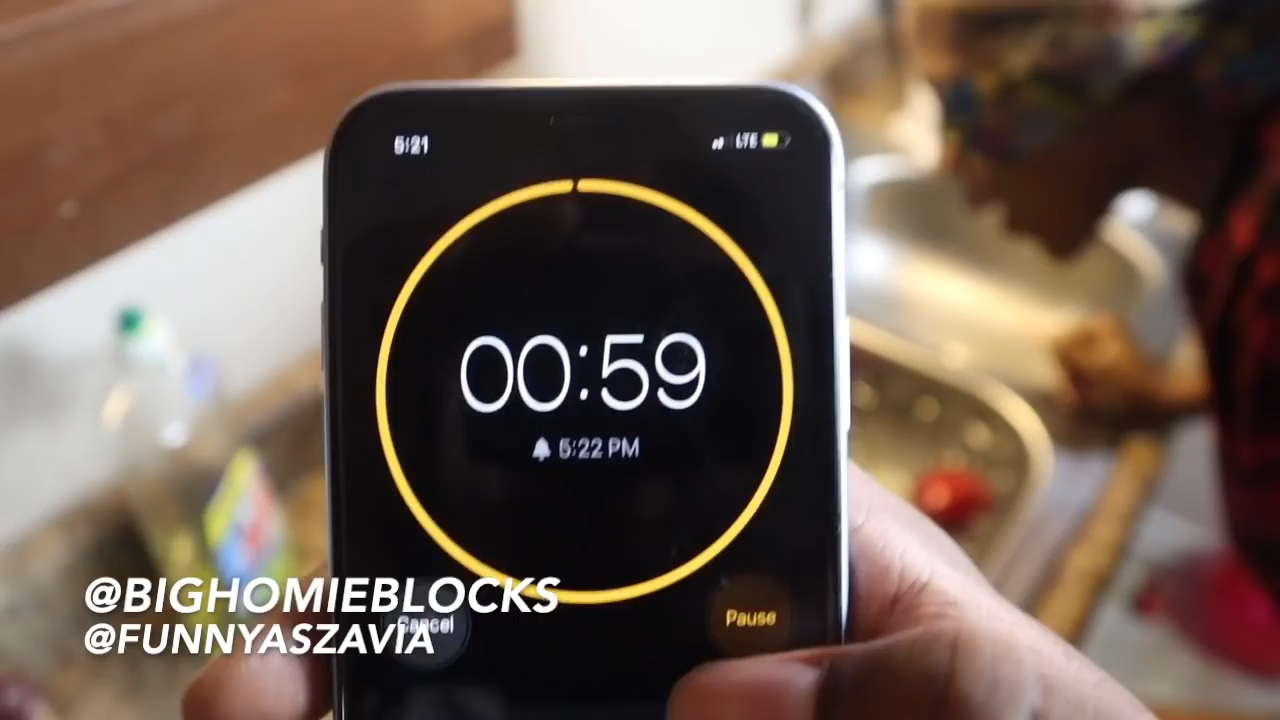 5:21 LTE
00:59
5:22 PM
@BIGHOMIEBLOCKS
Cancel Pause
@FUNNYASZAVIA